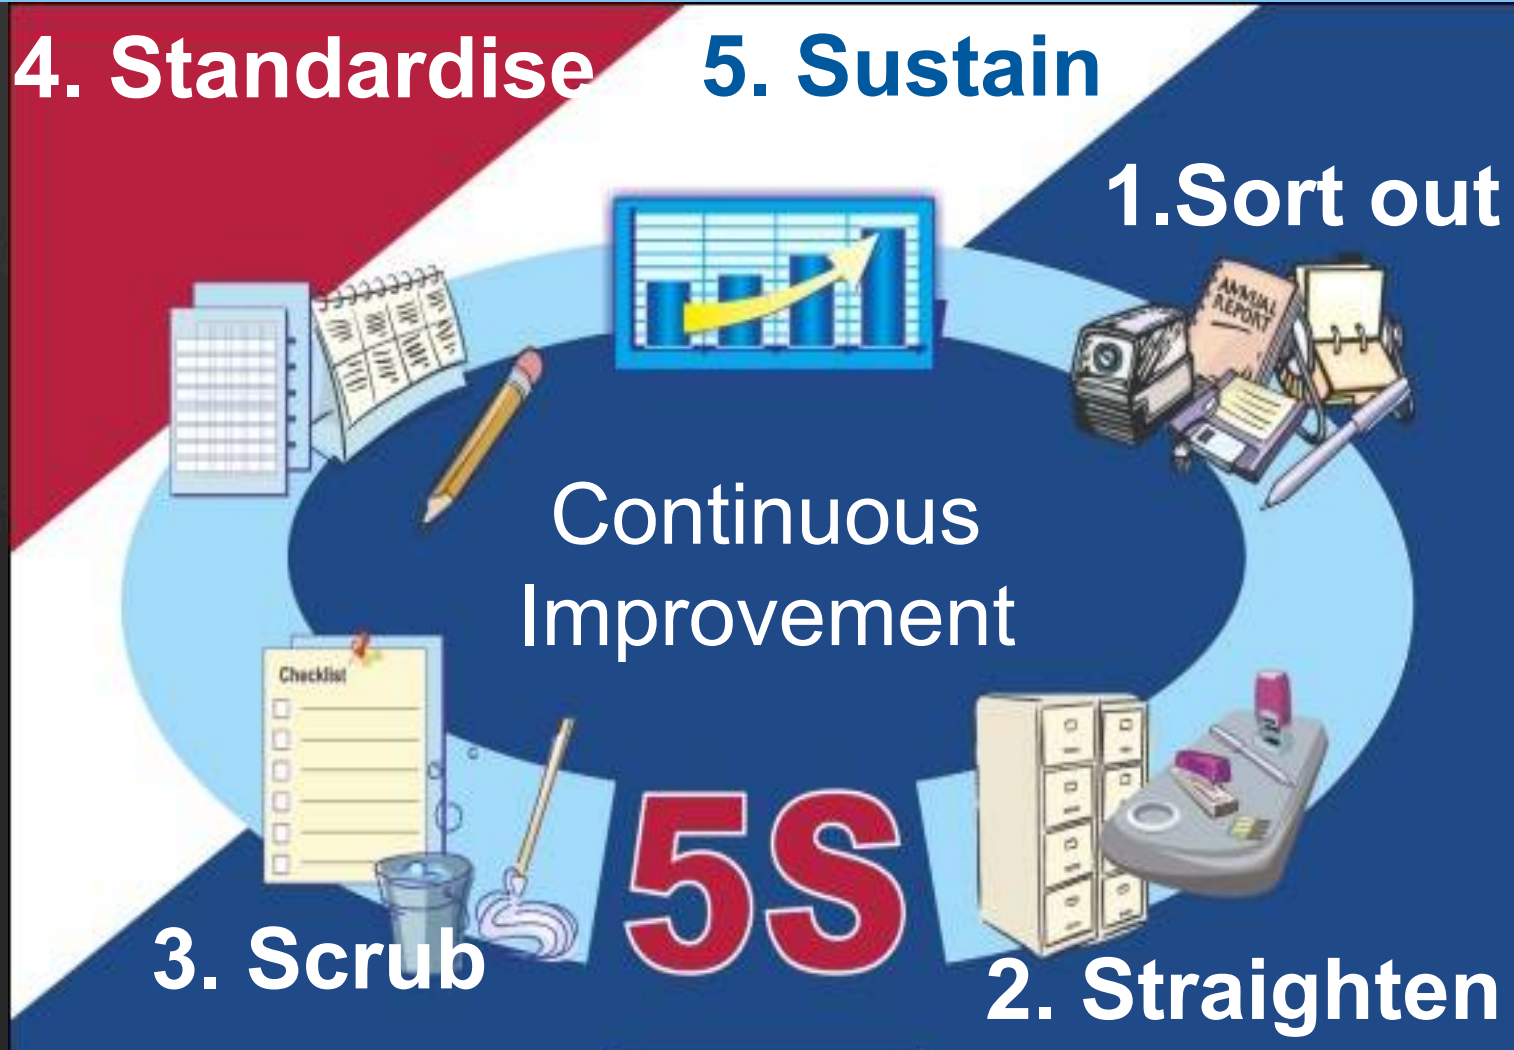 4. Standardise
5. Sustain
1.Sort out
ANNUAL
REPORT
Continuous
Improvement
Checklist
5S
3. Scrub
2. Straighten